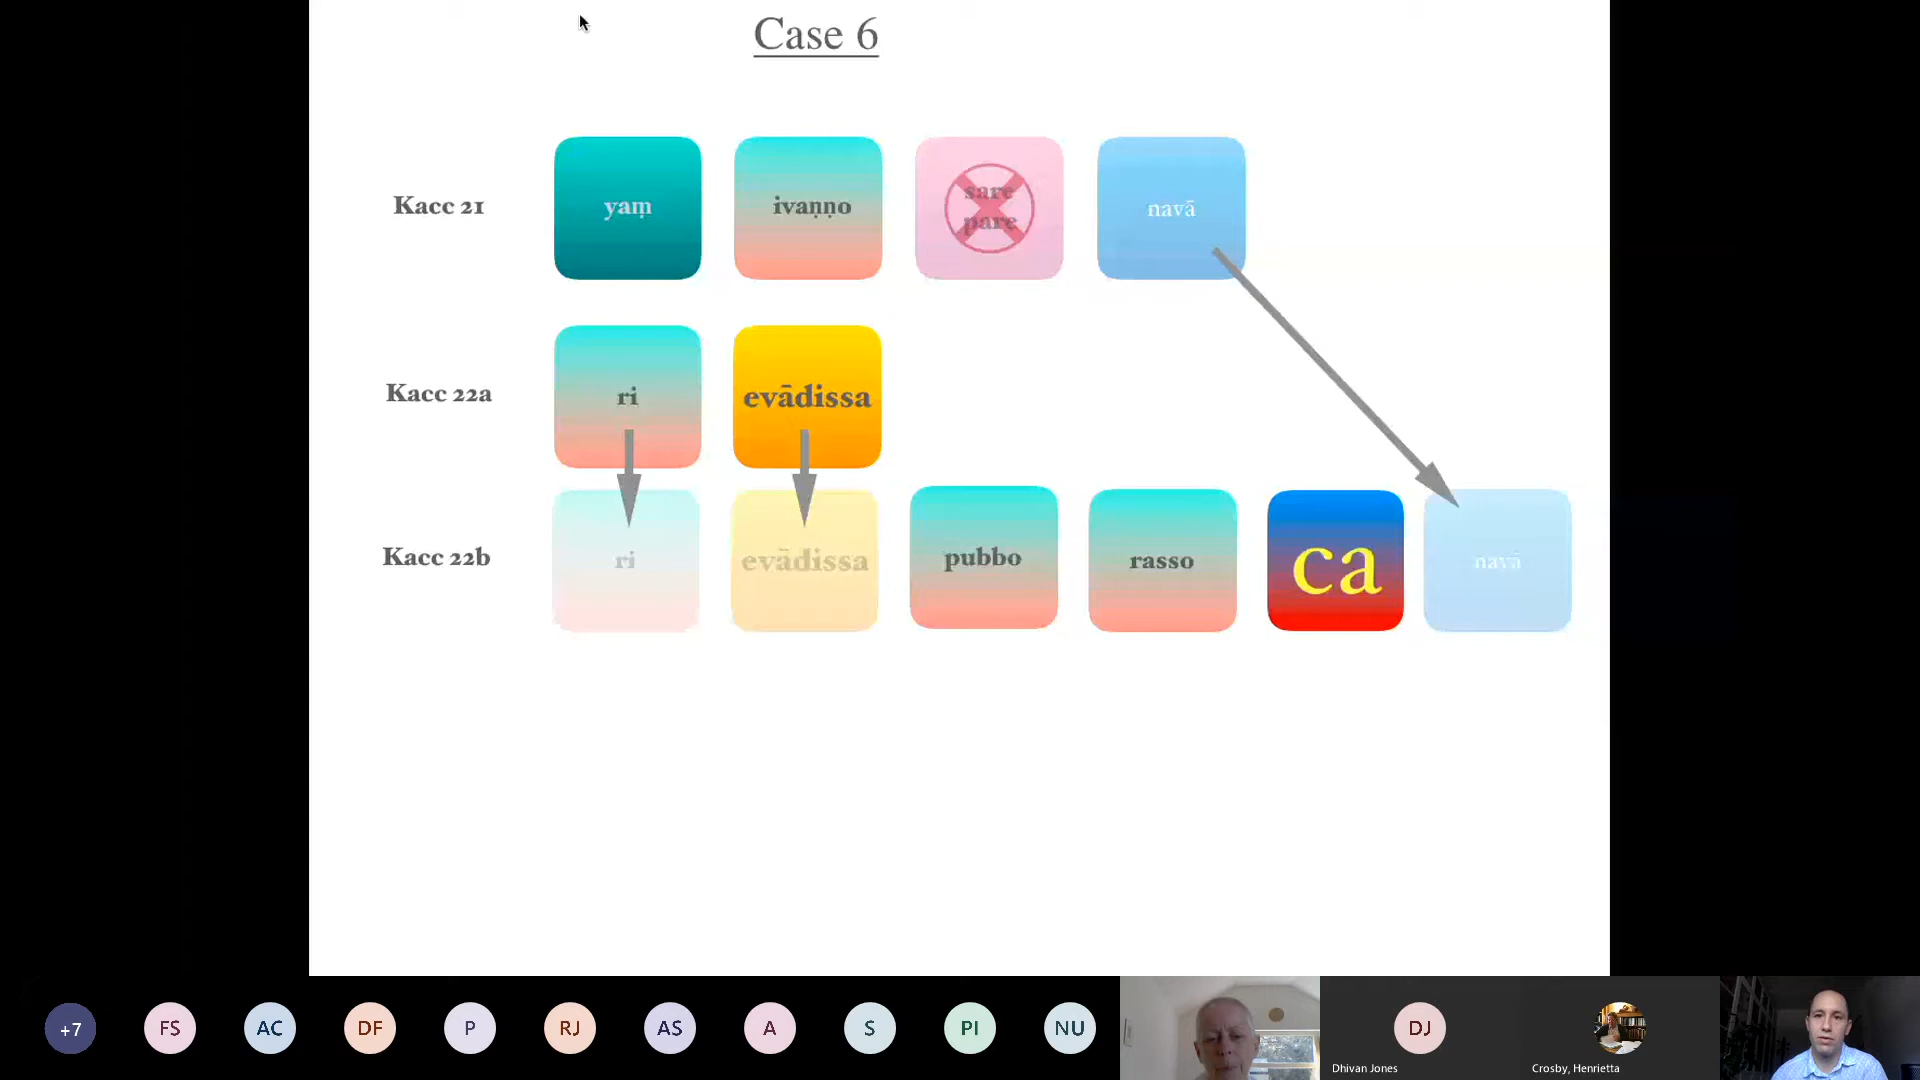 Case 6
Kacc 21
yaṃ
ivaṇṇo
sare
pare
navā
Kacc 22a
ri
evādissa
Kacc 22b
ri
evādissa
pubbo
rasso
ca
navā
+7
FS
AC
DF
P
RJ
AS
A
S
PI
NU
DJ
Dhivan Jones
Crosby, Henrietta